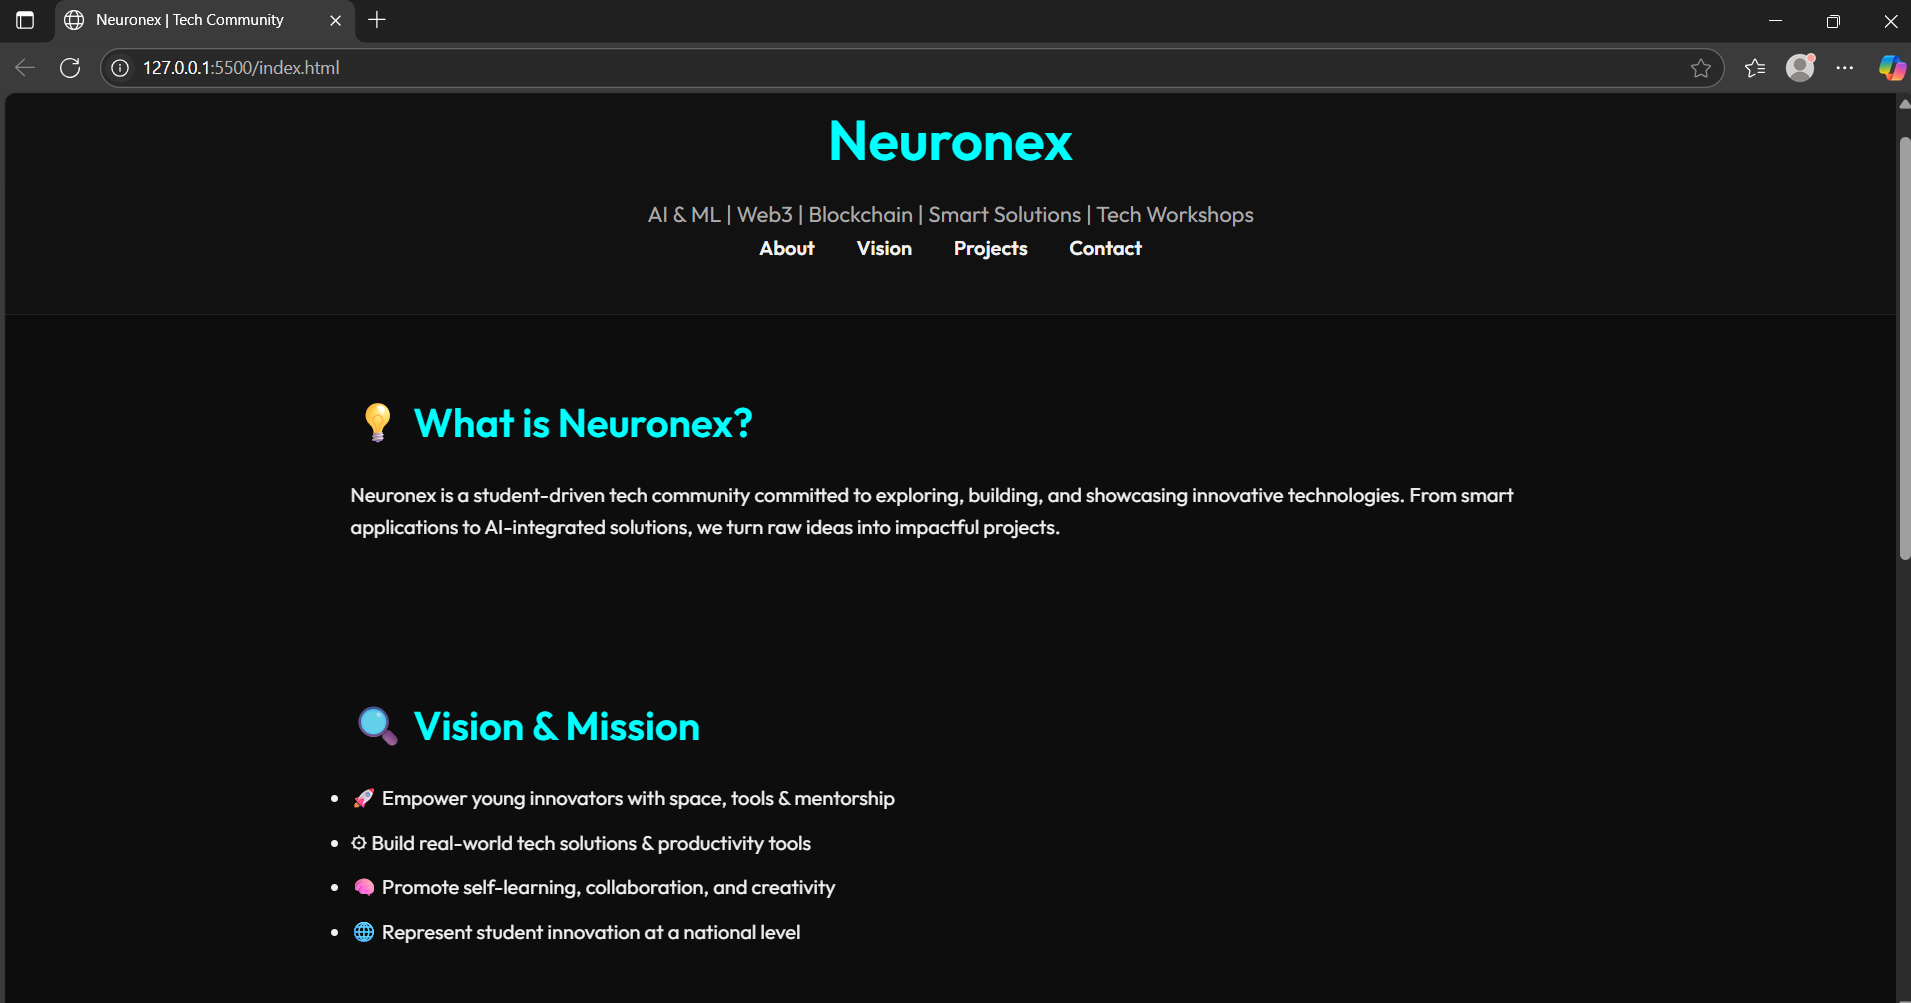 Neuronex | Tech Community
127.0.0.1:5500/index.html
Neuronex
AI & ML | Web3 | Blockchain | Smart Solutions | Tech Workshops
About Vision Projects Contact
💡 What is Neuronex?
Neuronex is a student-driven tech community committed to exploring, building, and showcasing innovative technologies. From smart
applications to AI-integrated solutions, we turn raw ideas into impactful projects.
🔍 Vision & Mission
• 🚀 Empower young innovators with space, tools & mentorship
• ⚙ Build real-world tech solutions & productivity tools
• 🧠 Promote self-learning, collaboration, and creativity
• 🌐 Represent student innovation at a national level